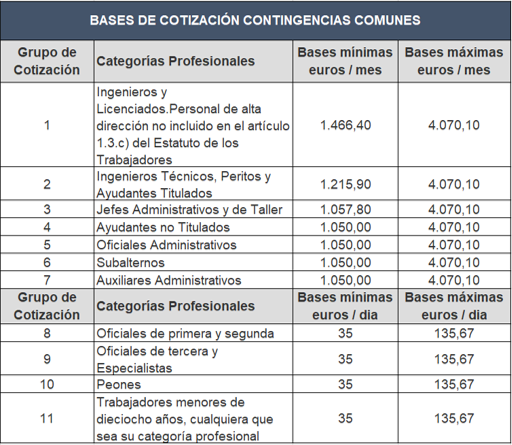 BASES DE COTIZACIÓN CONTINGENCIAS COMUNES
Grupo de Cotización Categorías Profesionales Bases mínimas euros / mes Bases máximas euros / mes
1 Ingenieros y Licenciados.Personal de alta dirección no incluido en el artículo 1.3.c) del Estatuto de los Trabajadores 1.466,40 4.070,10
2 Ingenieros Técnicos, Peritos y Ayudantes Titulados 1.215,90 4.070,10
3 Jefes Administrativos y de Taller 1.057,80 4.070,10
4 Ayudantes no Titulados 1.050,00 4.070,10
5 Oficiales Administrativos 1.050,00 4.070,10
6 Subalternos 1.050,00 4.070,10
7 Auxiliares Administrativos 1.050,00 4.070,10
Grupo de Cotización Categorías Profesionales Bases mínimas euros / dia Bases máximas euros / dia
8 Oficiales de primera y segunda 35 135,67
9 Oficiales de tercera y Especialistas 35 135,67
10 Peones 35 135,67
11 Trabajadores menores de dieciocho años, cualquiera que sea su categoría profesional 35 135,67